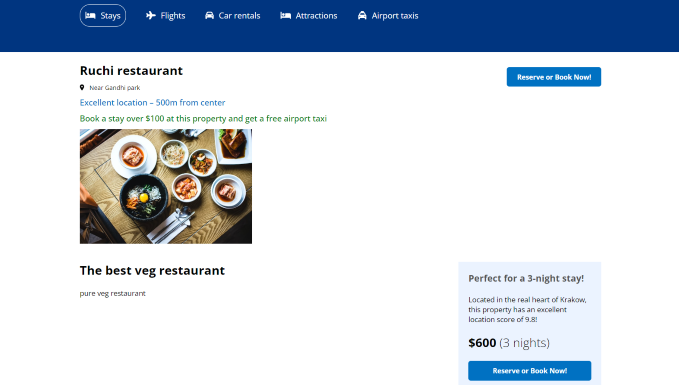 Stays Flights Car rentals Attractions Airport taxis
Ruchi restaurant
Reserve or Book Now!
Near Gandhi park
Excellent location – 500m from center
Book a stay over $100 at this property and get a free airport taxi
The best veg restaurant
pure veg restaurant
Perfect for a 3-night stay!
Located in the real heart of Krakow,
this property has an excellent
location score of 9.8!
$600 (3 nights)
Reserve or Book Now!